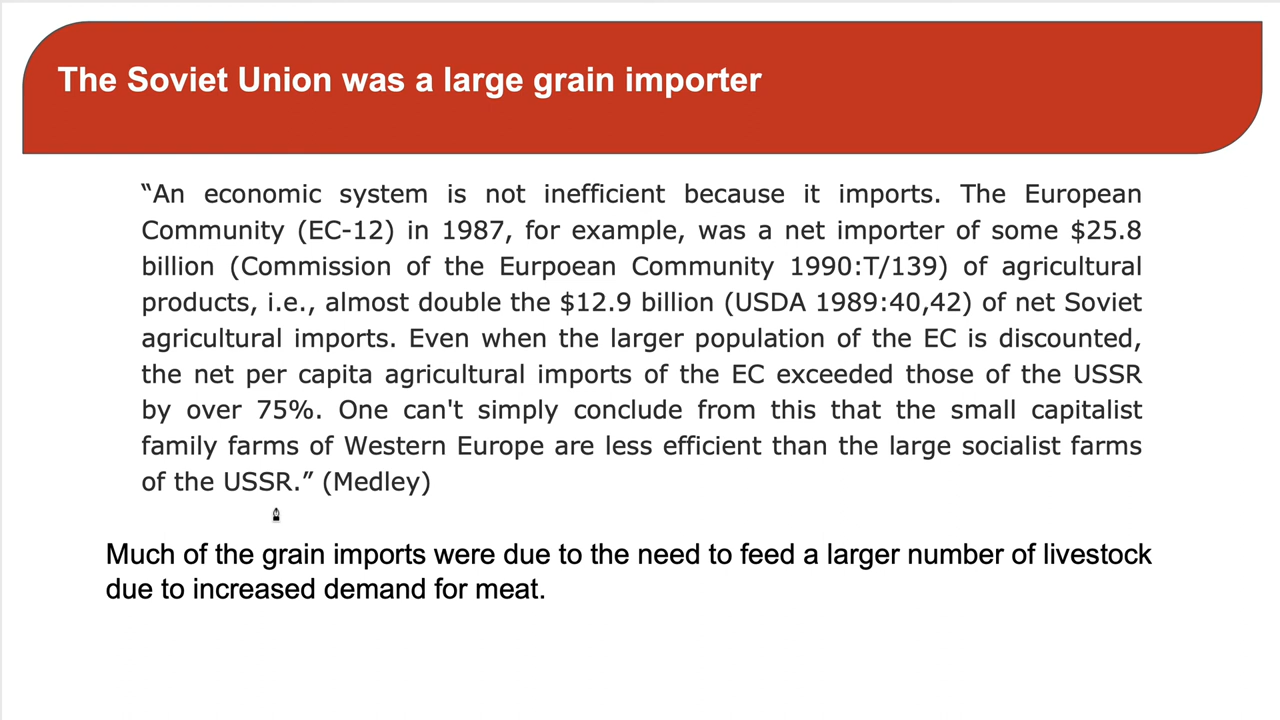 The Soviet Union was a large grain importer
“An economic system is not inefficient because it imports. The European
Community (EC-12) in 1987, for example, was a net importer of some $25.8
billion (Commission of the Eurpoean Community 1990:T/139) of agricultural
products, i.e., almost double the $12.9 billion (USDA 1989:40,42) of net Soviet
agricultural imports. Even when the larger population of the EC is discounted,
the net per capita agricultural imports of the EC exceeded those of the USSR
by over 75%. One can't simply conclude from this that the small capitalist
family farms of Western Europe are less efficient than the large socialist farms
of the USSR.” (Medley)
Much of the grain imports were due to the need to feed a larger number of livestock
due to increased demand for meat.